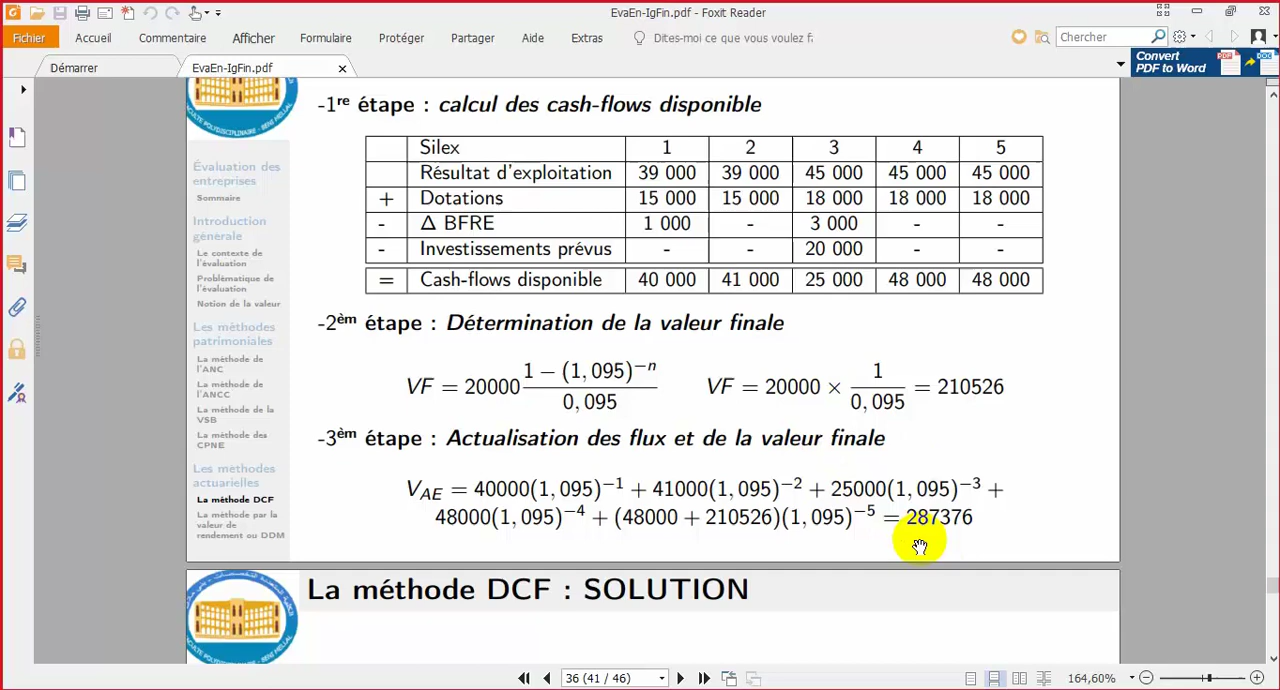 EvaEn-IgFin.pdf - Foxit Reader
Fichier Accueil Commentaire Afficher Formulaire Protéger Partager Aide Extras Dites-moi ce que vous voulez fa Chercher
Démarrer EvaEn-IgFin.pdf
Convert
PDF to Word
Évaluation des
entreprises
Sommaire
Introduction
générale
Le contexte de
l'évaluation
Problématique de
l'évaluation
Notion de la valeur
Les méthodes
patrimoniales
La méthode de
l'ANC
La méthode de
l'ANCC
La méthode de la
VSB
La méthode des
CPNE
Les méthodes
actuarielles
La méthode DCF
La méthode par la
valeur de
rendement ou DDM
-1re étape : calcul des cash-flows disponible
Silex 1 2 3 4 5
Résultat d'exploitation 39 000 39 000 45 000 45 000 45 000
+ Dotations 15 000 15 000 18 000 18 000 18 000
- Δ BFRE 1 000 - 3 000 - -
- Investissements prévus - - 20 000 - -
= Cash-flows disponible 40 000 41 000 25 000 48 000 48 000
-2èm étape : Détermination de la valeur finale
VF = 20000 (1 − (1, 095)^−n) / 0, 095 VF = 20000 × 1 / 0, 095 = 210526
-3èm étape : Actualisation des flux et de la valeur finale
V_AE = 40000(1, 095)^−1 + 41000(1, 095)^−2 + 25000(1, 095)^−3 +
48000(1, 095)^−4 + (48000 + 210526)(1, 095)^−5 = 287376
La méthode DCF : SOLUTION
36 (41 / 46) 164,60%